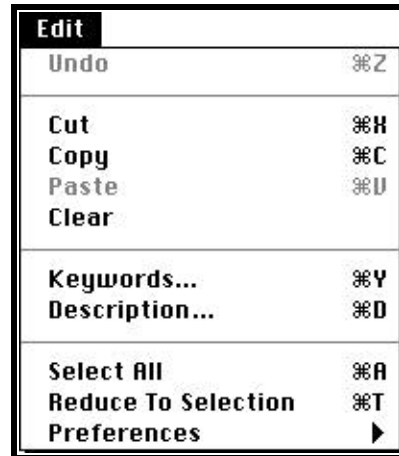 Edit
Undo ⌘Z
Cut ⌘X
Copy ⌘C
Paste ⌘V
Clear
Keywords... ⌘Y
Description... ⌘D
Select All ⌘A
Reduce To Selection ⌘T
Preferences ▶